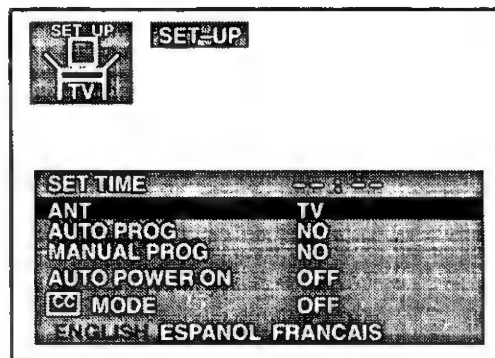 SET UP
SET-UP
TV
SET TIME --:--
ANT TV
AUTO PROG NO
MANUAL PROG NO
AUTO POWER ON OFF
CC MODE OFF
ENGLISH ESPANOL FRANCAIS